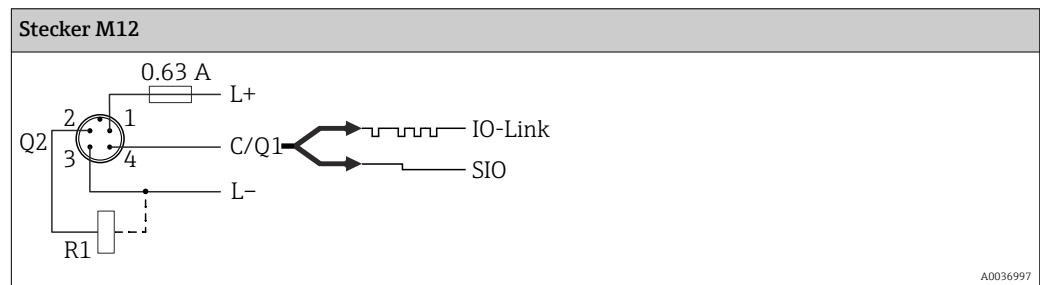 Stecker M12
0.63 A
L+
2 1
Q2
3 4
C/Q1
IO-Link
SIO
L–
R1
A0036997